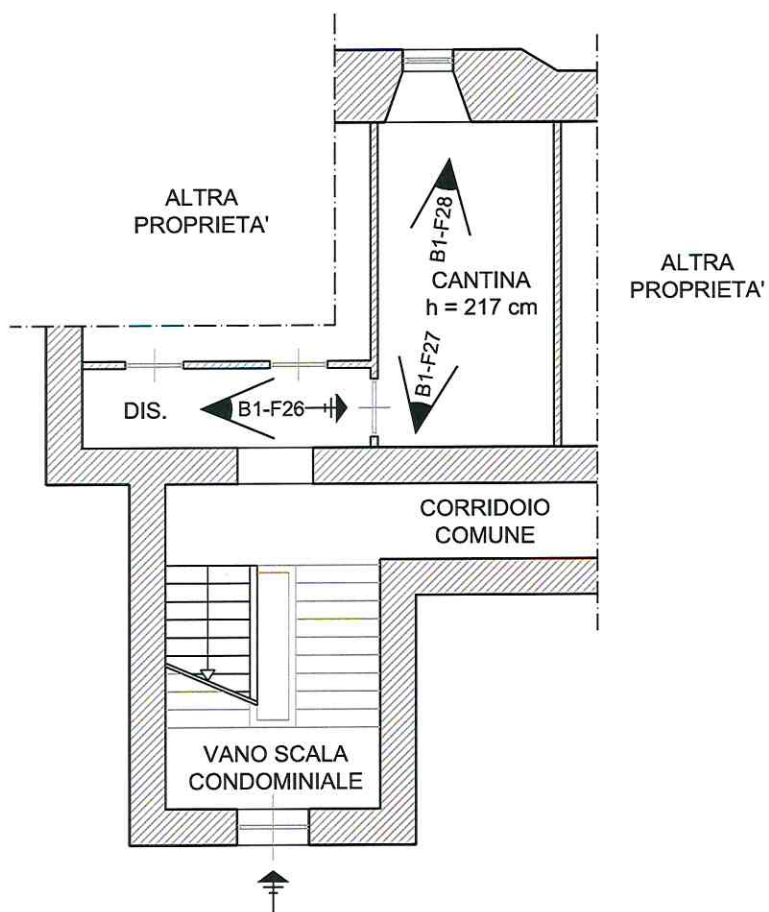 ALTRA
PROPRIETA'
B1-F28
CANTINA
h = 217 cm
ALTRA
PROPRIETA'
B1-F27
DIS.
B1-F26
CORRIDOIO
COMUNE
VANO SCALA
CONDOMINIALE